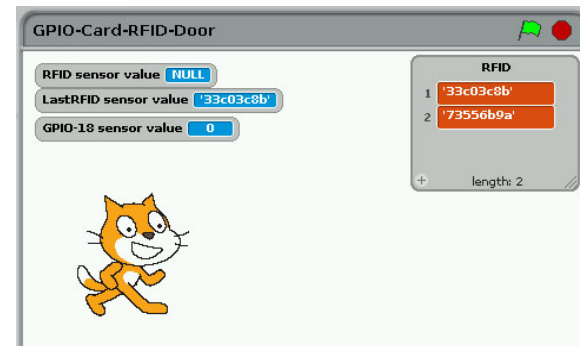 GPIO-Card-RFID-Door
RFID sensor value NULL
LastRFID sensor value '33c03c8b'
GPIO-18 sensor value 0
RFID
1 '33c03c8b'
2 '73556b9a'
+ length: 2